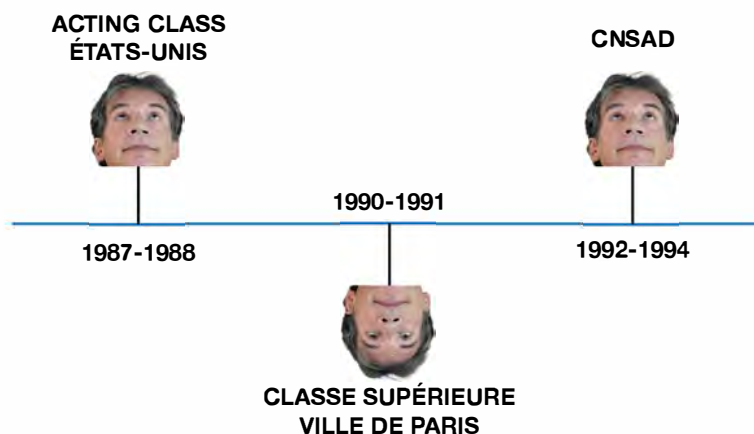 ACTING CLASS
ÉTATS-UNIS
1987-1988
1990-1991
CLASSE SUPÉRIEURE
VILLE DE PARIS
CNSAD
1992-1994